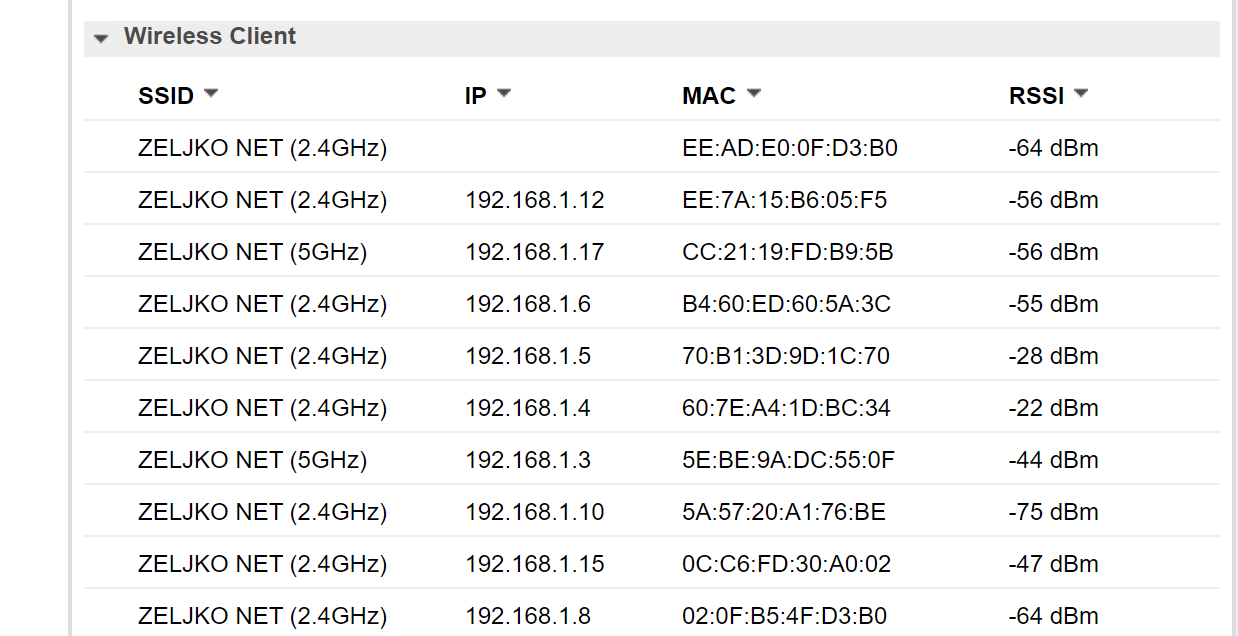 Wireless Client
SSID IP MAC RSSI
ZELJKO NET (2.4GHz) EE:AD:E0:0F:D3:B0 -64 dBm
ZELJKO NET (2.4GHz) 192.168.1.12 EE:7A:15:B6:05:F5 -56 dBm
ZELJKO NET (5GHz) 192.168.1.17 CC:21:19:FD:B9:5B -56 dBm
ZELJKO NET (2.4GHz) 192.168.1.6 B4:60:ED:60:5A:3C -55 dBm
ZELJKO NET (2.4GHz) 192.168.1.5 70:B1:3D:9D:1C:70 -28 dBm
ZELJKO NET (2.4GHz) 192.168.1.4 60:7E:A4:1D:BC:34 -22 dBm
ZELJKO NET (5GHz) 192.168.1.3 5E:BE:9A:DC:55:0F -44 dBm
ZELJKO NET (2.4GHz) 192.168.1.10 5A:57:20:A1:76:BE -75 dBm
ZELJKO NET (2.4GHz) 192.168.1.15 0C:C6:FD:30:A0:02 -47 dBm
ZELJKO NET (2.4GHz) 192.168.1.8 02:0F:B5:4F:D3:B0 -64 dBm